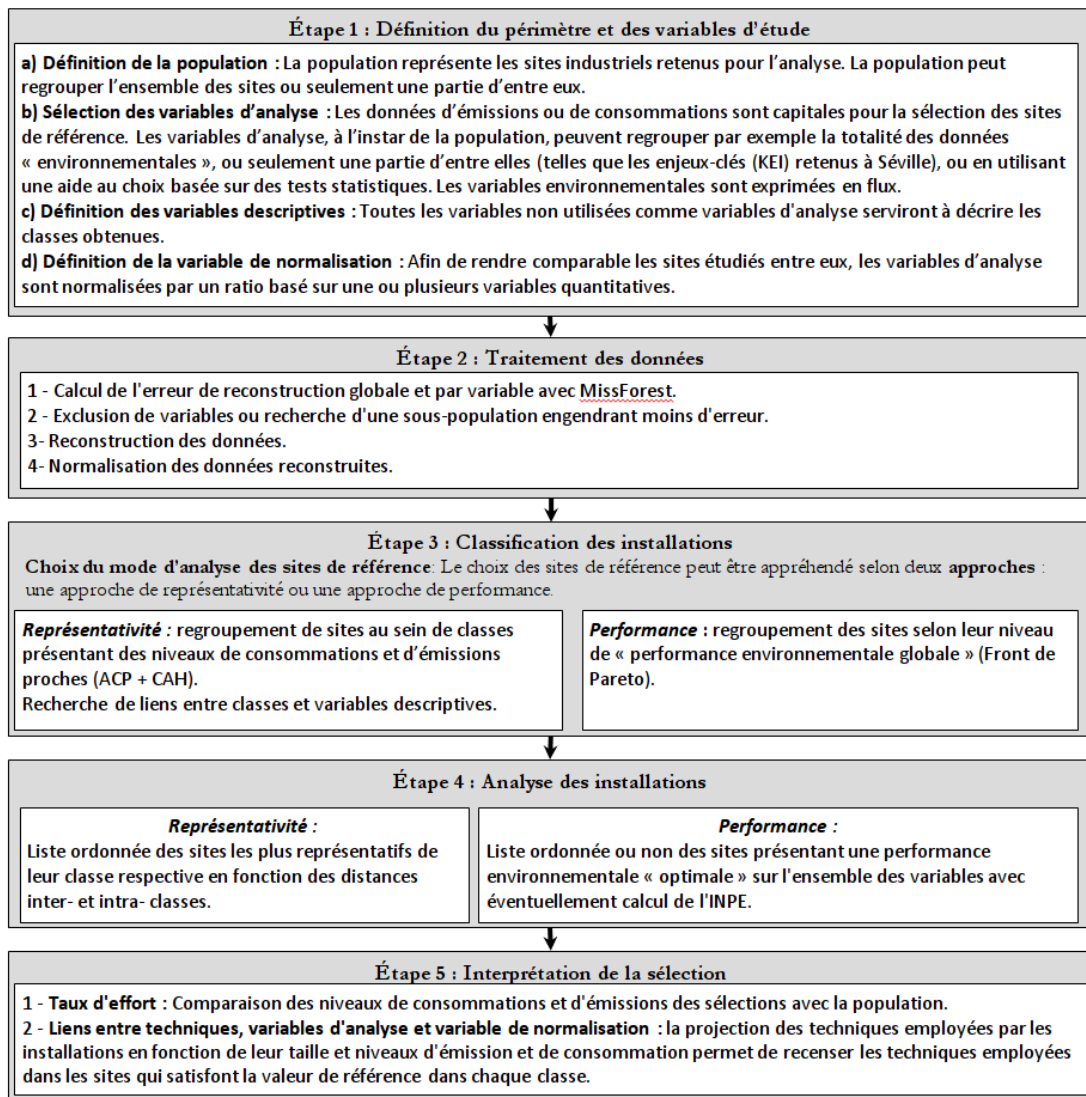 Étape 1 : Définition du périmètre et des variables d'étude
a) Définition de la population : La population représente les sites industriels retenus pour l'analyse. La population peut
regrouper l'ensemble des sites ou seulement une partie d'entre eux.
b) Sélection des variables d'analyse : Les données d'émissions ou de consommations sont capitales pour la sélection des sites
de référence. Les variables d'analyse, à l'instar de la population, peuvent regrouper par exemple la totalité des données
« environnementales », ou seulement une partie d'entre elles (telles que les enjeux-clés (KEI) retenus à Séville), ou en utilisant
une aide au choix basée sur des tests statistiques. Les variables environnementales sont exprimées en flux.
c) Définition des variables descriptives : Toutes les variables non utilisées comme variables d'analyse serviront à décrire les
classes obtenues.
d) Définition de la variable de normalisation : Afin de rendre comparable les sites étudiés entre eux, les variables d'analyse
sont normalisées par un ratio basé sur une ou plusieurs variables quantitatives.
Étape 2 : Traitement des données
1 - Calcul de l'erreur de reconstruction globale et par variable avec MissForest.
2 - Exclusion de variables ou recherche d'une sous-population engendrant moins d'erreur.
3- Reconstruction des données.
4- Normalisation des données reconstruites.
Étape 3 : Classification des installations
Choix du mode d'analyse des sites de référence: Le choix des sites de référence peut être appréhendé selon deux approches :
une approche de représentativité ou une approche de performance.
Représentativité : regroupement de sites au sein de classes
présentant des niveaux de consommations et d'émissions
proches (ACP + CAH).
Recherche de liens entre classes et variables descriptives.
Performance : regroupement des sites selon leur niveau
de « performance environnementale globale » (Front de
Pareto).
Étape 4 : Analyse des installations
Représentativité :
Liste ordonnée des sites les plus représentatifs de
leur classe respective en fonction des distances
inter- et intra- classes.
Performance :
Liste ordonnée ou non des sites présentant une performance
environnementale « optimale » sur l'ensemble des variables avec
éventuellement calcul de l'INPE.
Étape 5 : Interprétation de la sélection
1 - Taux d'effort : Comparaison des niveaux de consommations et d'émissions des sélections avec la population.
2 - Liens entre techniques, variables d'analyse et variable de normalisation : la projection des techniques employées par les
installations en fonction de leur taille et niveaux d'émission et de consommation permet de recenser les techniques employées
dans les sites qui satisfont la valeur de référence dans chaque classe.